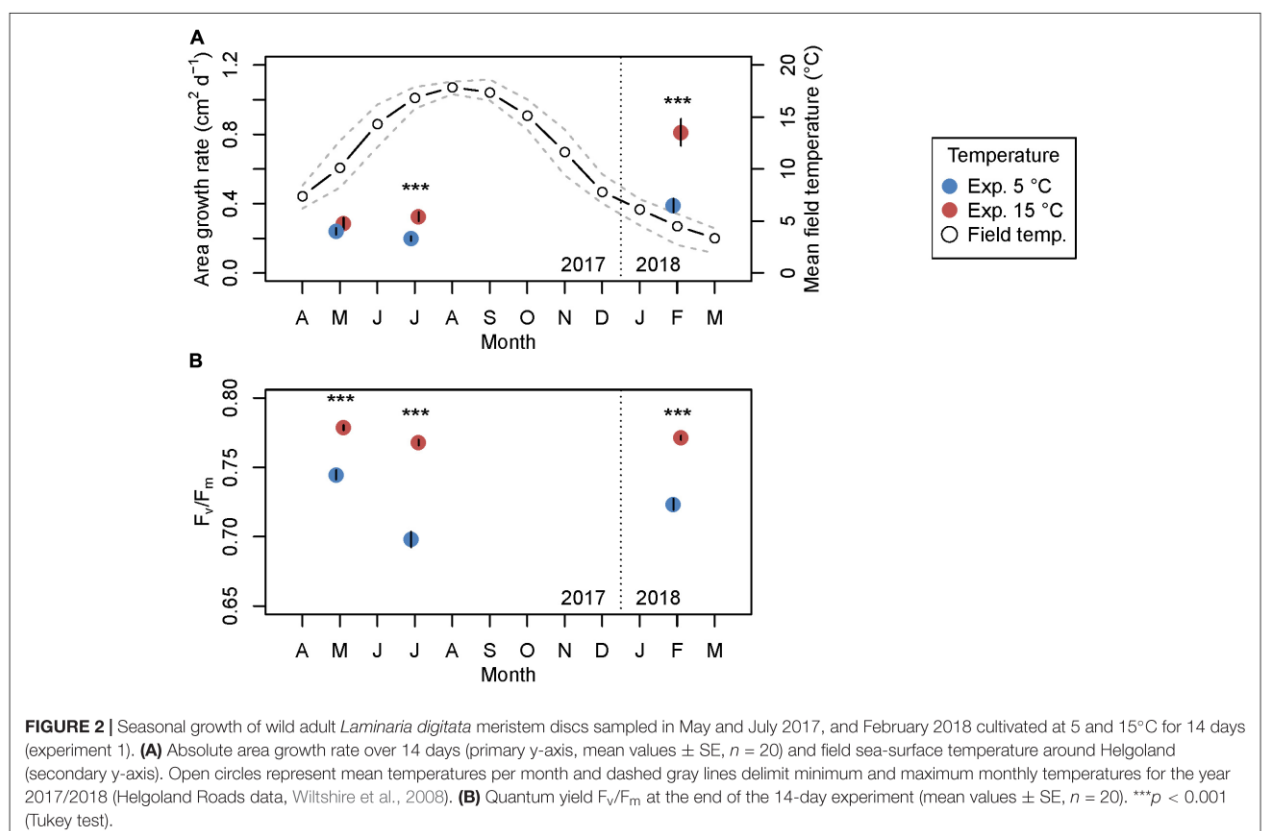 A
Area growth rate (cm² d⁻¹)
0.0 0.4 0.8 1.2
Mean field temperature (°C)
0 5 10 15 20
***
***
2017 2018
A M J J A S O N D J F M
Month
Temperature
Exp. 5 °C
Exp. 15 °C
Field temp.
B
Fv/Fm
0.65 0.70 0.75 0.80
***
***
***
2017 2018
A M J J A S O N D J F M
Month
FIGURE 2 | Seasonal growth of wild adult Laminaria digitata meristem discs sampled in May and July 2017, and February 2018 cultivated at 5 and 15°C for 14 days
(experiment 1). (A) Absolute area growth rate over 14 days (primary y-axis, mean values ± SE, n = 20) and field sea-surface temperature around Helgoland
(secondary y-axis). Open circles represent mean temperatures per month and dashed gray lines delimit minimum and maximum monthly temperatures for the year
2017/2018 (Helgoland Roads data, Wiltshire et al., 2008). (B) Quantum yield Fv/Fm at the end of the 14-day experiment (mean values ± SE, n = 20). ***p < 0.001
(Tukey test).